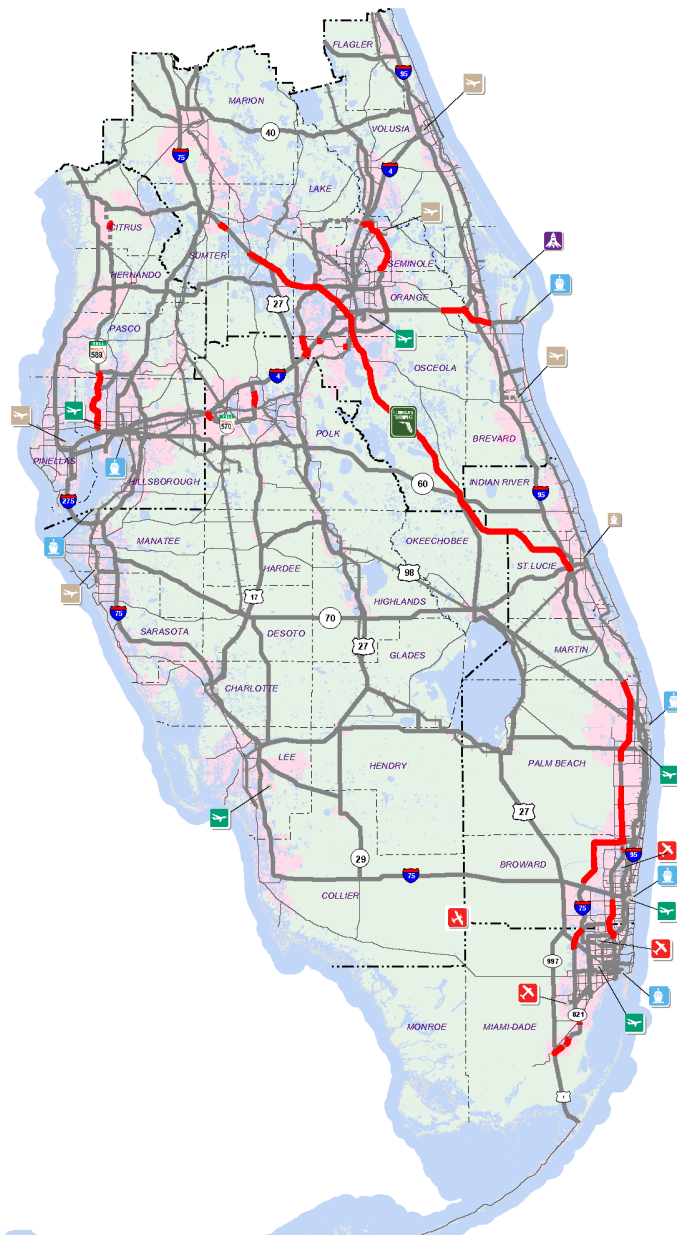 FLAGLER
95
MARION
40
VOLUSIA
75
4
LAKE
CITRUS
SUMTER
SEMINOLE
HERNANDO
27
ORANGE
PASCO
589
OSCEOLA
4
570
POLK
BREVARD
PINELLAS
60
INDIAN RIVER
HILLSBOROUGH
95
275
MANATEE
OKEECHOBEE
HARDEE
98
ST.LUCIE
17
HIGHLANDS
75
70
SARASOTA
DESOTO
27
GLADES
MARTIN
CHARLOTTE
LEE
HENDRY
PALM BEACH
27
29
95
BROWARD
75
COLLIER
75
997
821
MONROE
MIAMI-DADE
1